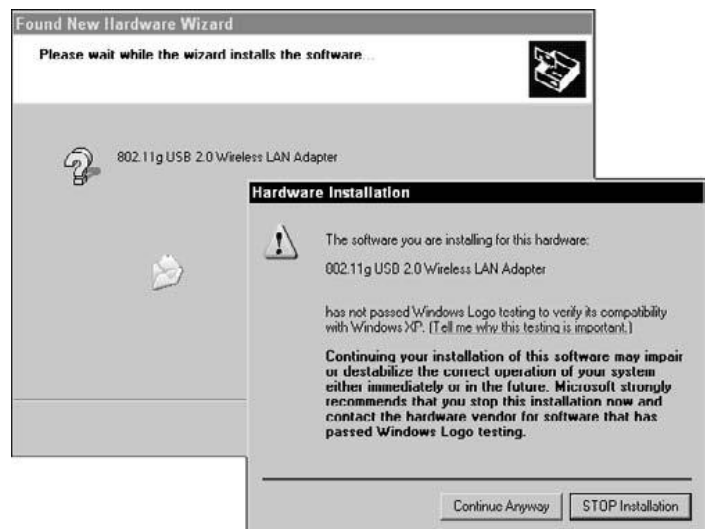 Found New Hardware Wizard
Please wait while the wizard installs the software...
802.11g USB 2.0 Wireless LAN Adapter
Hardware Installation
The software you are installing for this hardware:
802.11g USB 2.0 Wireless LAN Adapter
has not passed Windows Logo testing to verify its compatibility
with Windows XP. (Tell me why this testing is important.)
Continuing your installation of this software may impair
or destabilize the correct operation of your system
either immediately or in the future. Microsoft strongly
recommends that you stop this installation now and
contact the hardware vendor for software that has
passed Windows Logo testing.
Continue Anyway
STOP Installation